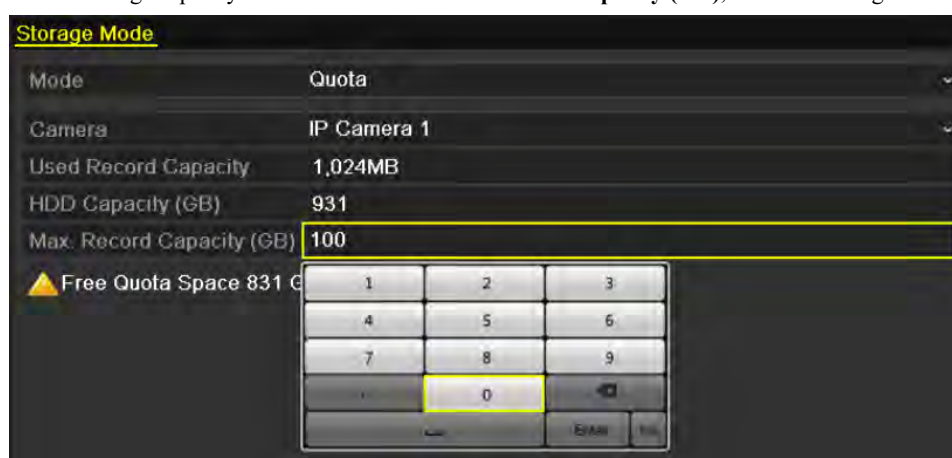 Storage Mode
Mode Quota
Camera IP Camera 1
Used Record Capacity 1,024MB
HDD Capacity (GB) 931
Max. Record Capacity (GB) 100
Free Quota Space 831 G
1 2 3
4 5 6
7 8 9
0
Enter